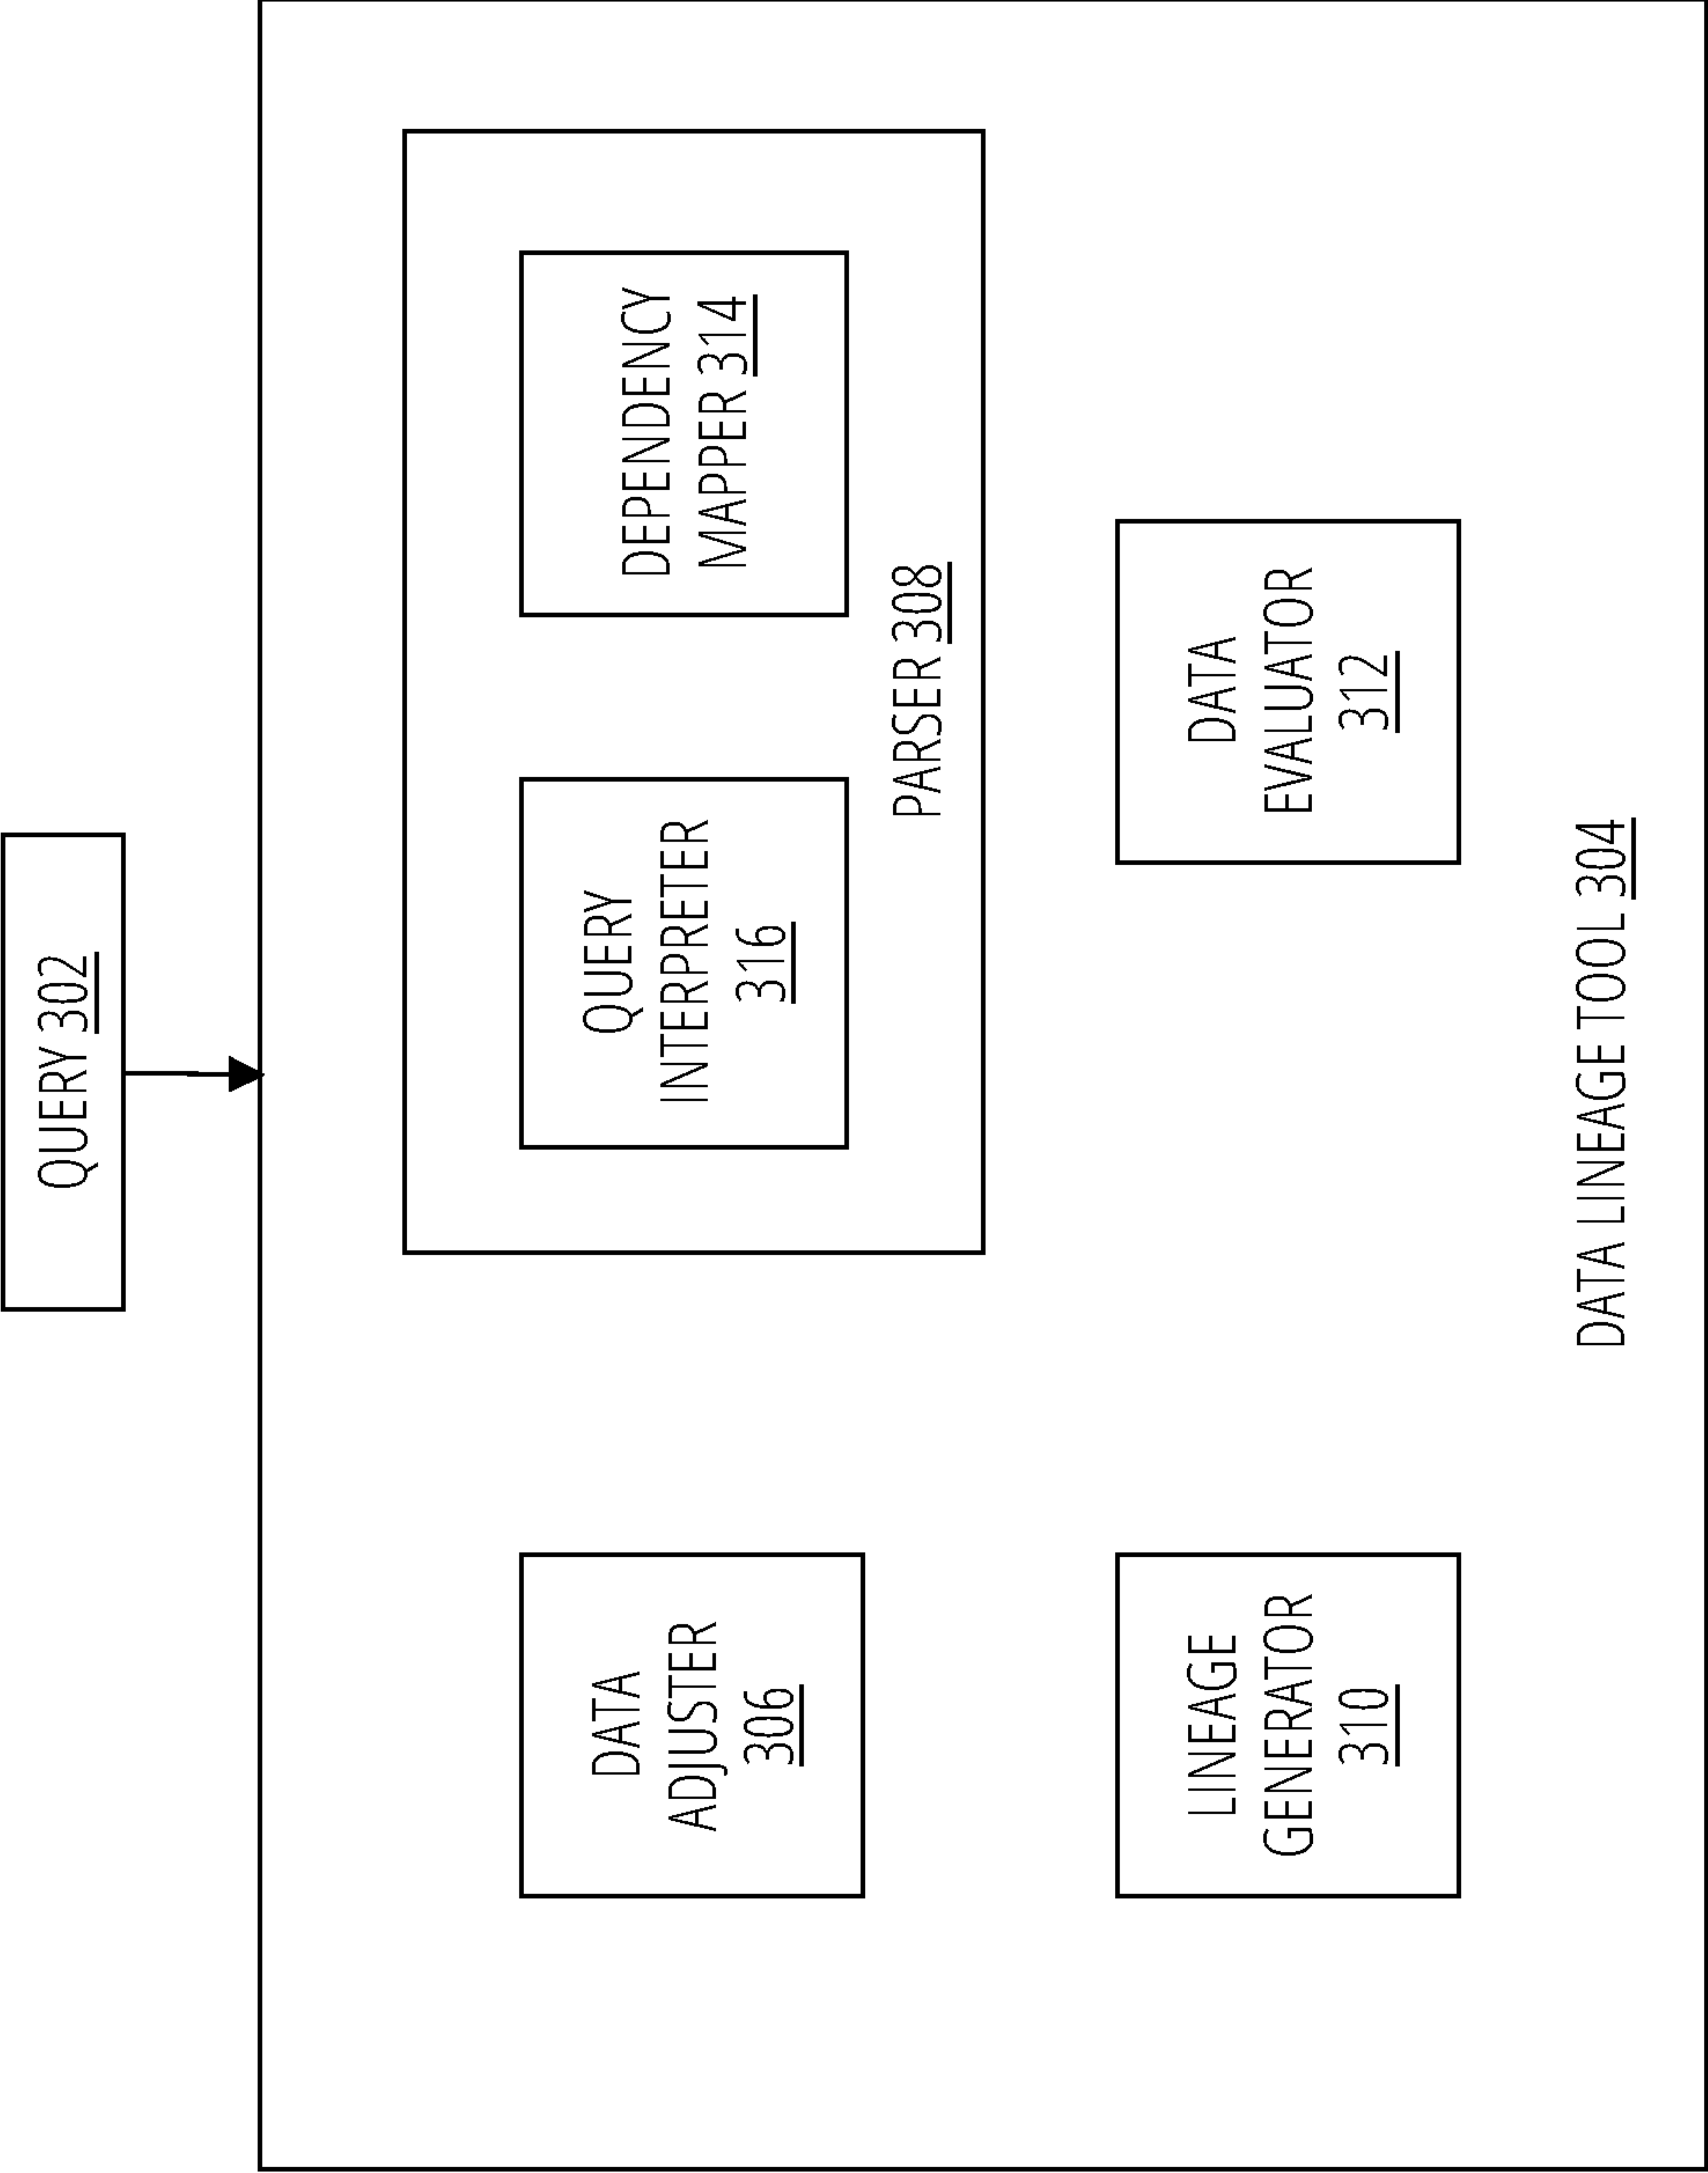 QUERY 302
DATA
ADJUSTER
306
QUERY
INTERPRETER
316
DEPENDENCY
MAPPER 314
PARSER 308
LINEAGE
GENERATOR
310
DATA
EVALUATOR
312
DATA LINEAGE TOOL 304